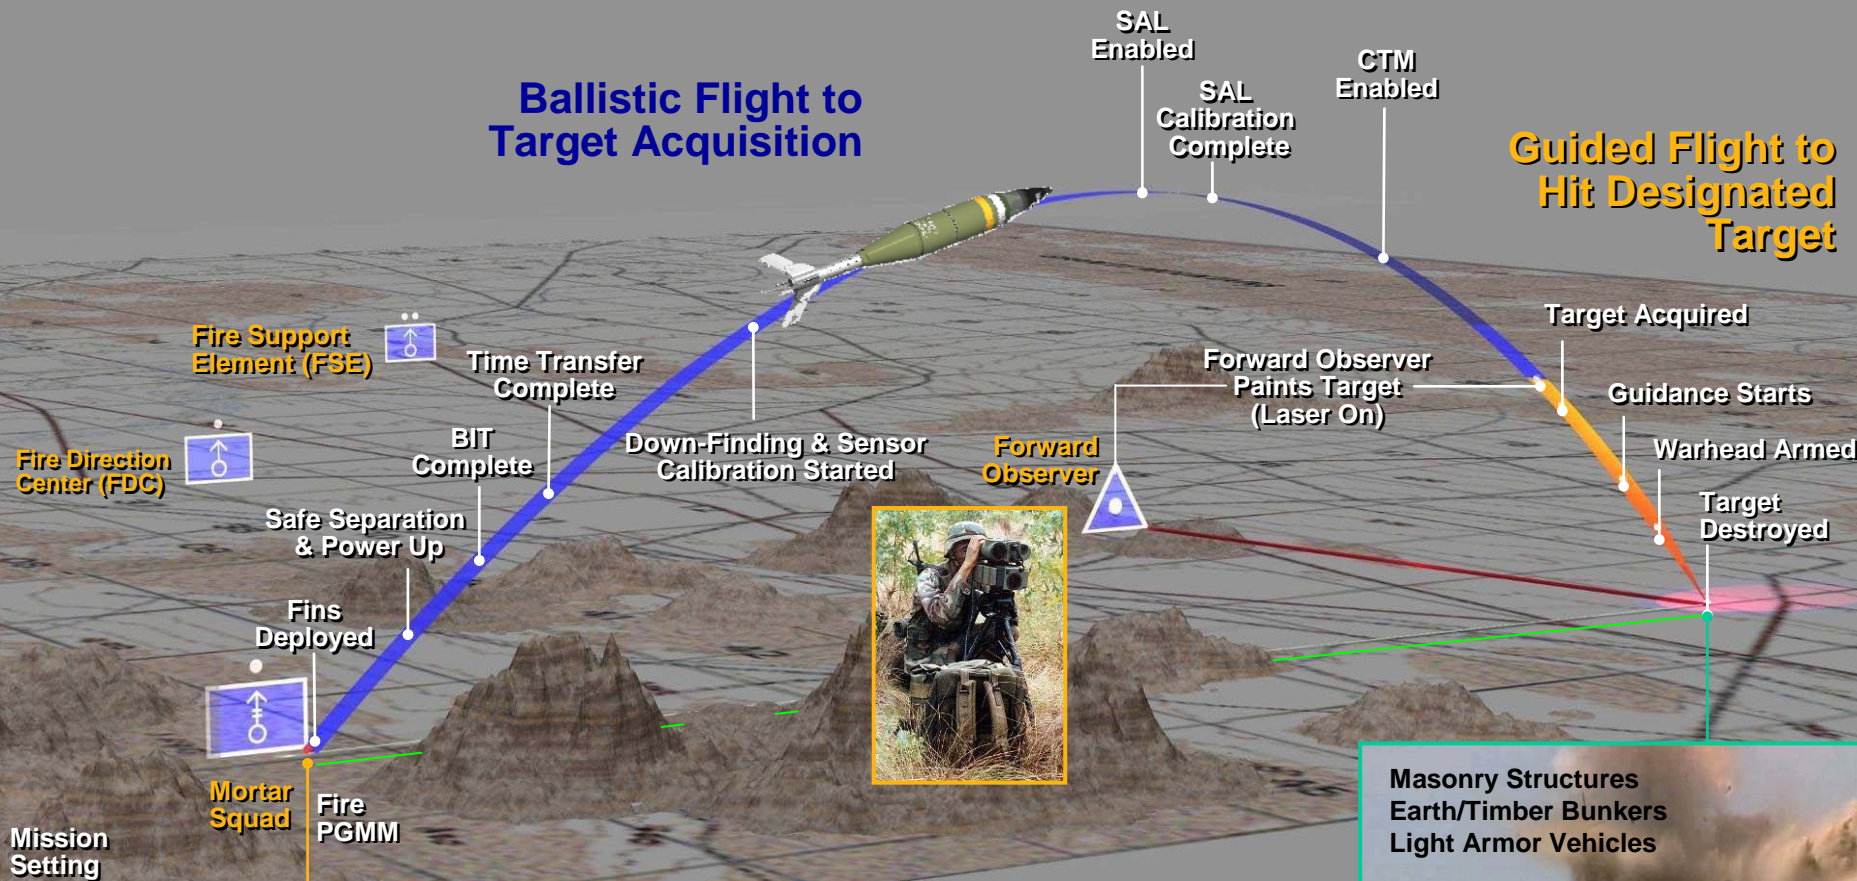 SAL
Enabled
CTM
Enabled
Ballistic Flight to
Target Acquisition
SAL
Calibration
Complete
Guided Flight to
Hit Designated
Target
Target Acquired
Fire Support
Element (FSE)
Time Transfer
Complete
Forward Observer
Paints Target
(Laser On)
Guidance Starts
BIT
Complete
Down-Finding & Sensor
Calibration Started
Forward
Observer
Warhead Armed
Fire Direction
Center (FDC)
Safe Separation
& Power Up
Target
Destroyed
Fins
Deployed
Mortar
Squad
Fire
PGMM
Mission
Setting
Masonry Structures
Earth/Timber Bunkers
Light Armor Vehicles